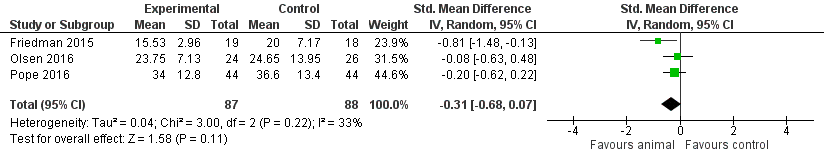 Experimental Control Std. Mean Difference Std. Mean Difference
Study or Subgroup Mean SD Total Mean SD Total Weight IV, Random, 95% CI IV, Random, 95% CI
Friedman 2015 15.53 2.96 19 20 7.17 18 23.9% -0.81 [-1.48, -0.13]
Olsen 2016 23.75 7.13 24 24.65 13.95 26 31.5% -0.08 [-0.63, 0.48]
Pope 2016 34 12.8 44 36.6 13.4 44 44.6% -0.20 [-0.62, 0.22]
Total (95% CI) 87 88 100.0% -0.31 [-0.68, 0.07]
Heterogeneity: Tau² = 0.04; Chi² = 3.00, df = 2 (P = 0.22); I² = 33%
Test for overall effect: Z = 1.58 (P = 0.11)
-4 -2 0 2 4
Favours animal Favours control